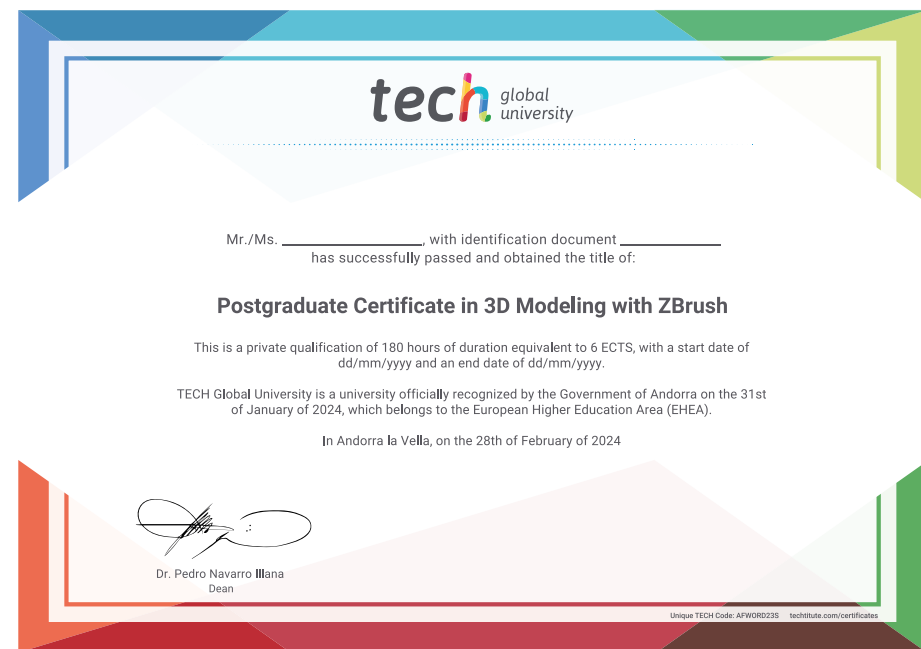 tech global university
Mr./Ms. ____________, with identification document ____________
has successfully passed and obtained the title of:
Postgraduate Certificate in 3D Modeling with ZBrush
This is a private qualification of 180 hours of duration equivalent to 6 ECTS, with a start date of
dd/mm/yyyy and an end date of dd/mm/yyyy.
TECH Global University is a university officially recognized by the Government of Andorra on the 31st
of January of 2024, which belongs to the European Higher Education Area (EHEA).
In Andorra la Vella, on the 28th of February of 2024
Dr. Pedro Navarro Illana
Dean
Unique TECH Code: AFWORD23S techtitute.com/certificates